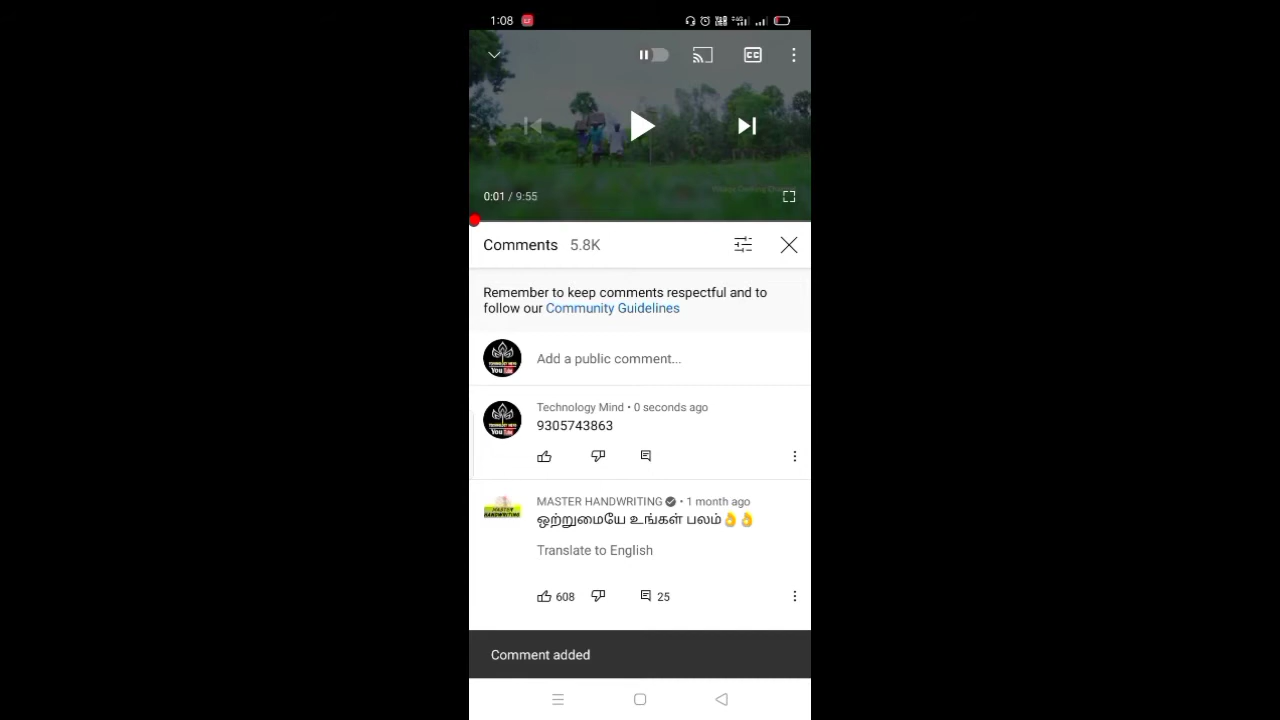 1:08
0:01 / 9:55
Comments 5.8K
Remember to keep comments respectful and to
follow our Community Guidelines
Add a public comment...
Technology Mind • 0 seconds ago
9305743863
MASTER HANDWRITING • 1 month ago
ஒற்றுமையே உங்கள் பலம்👌👌
Translate to English
608
25
Comment added